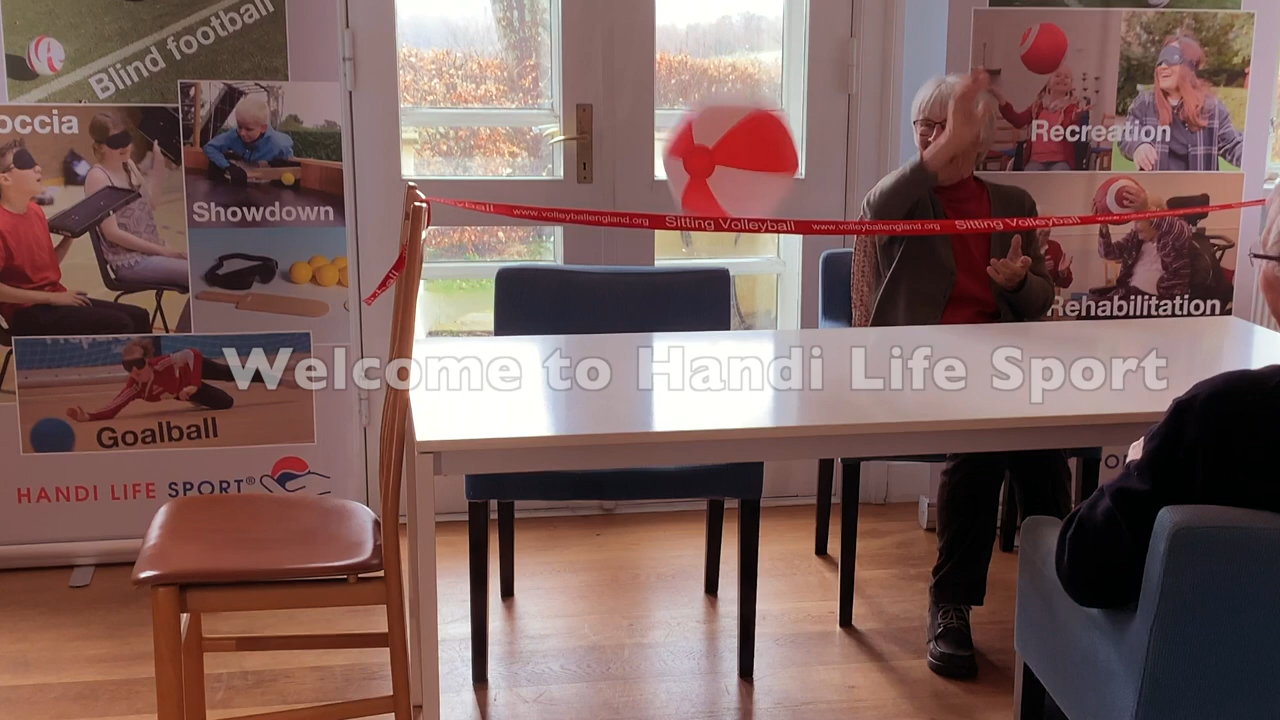 Blind football
occia
Showdown
Goalball
HANDI LIFE SPORT®
www.volleyballengland.org Sitting Volleyball www.volleyballengland.org Sitting Volleyball
Recreation
Rehabilitation
Welcome to Handi Life Sport